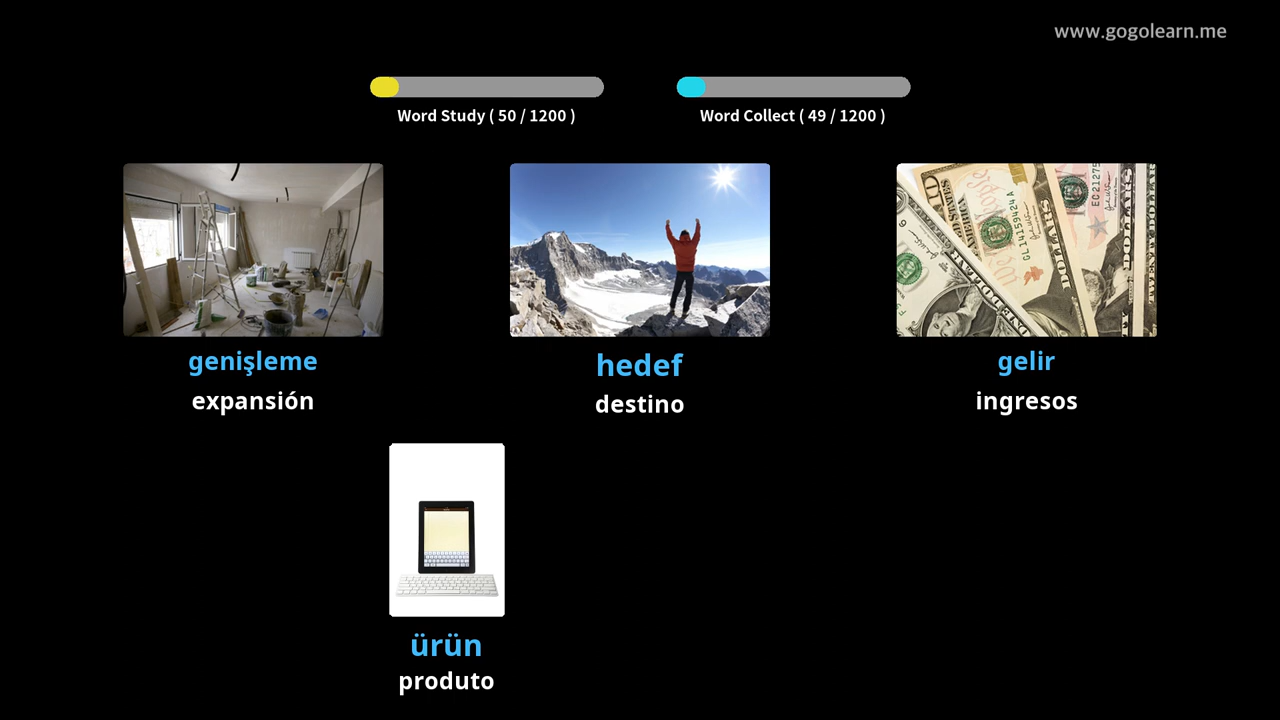 www.gogolearn.me
Word Study ( 50 / 1200 )
Word Collect ( 49 / 1200 )
genişleme
expansión
hedef
destino
gelir
ingresos
ürün
produto